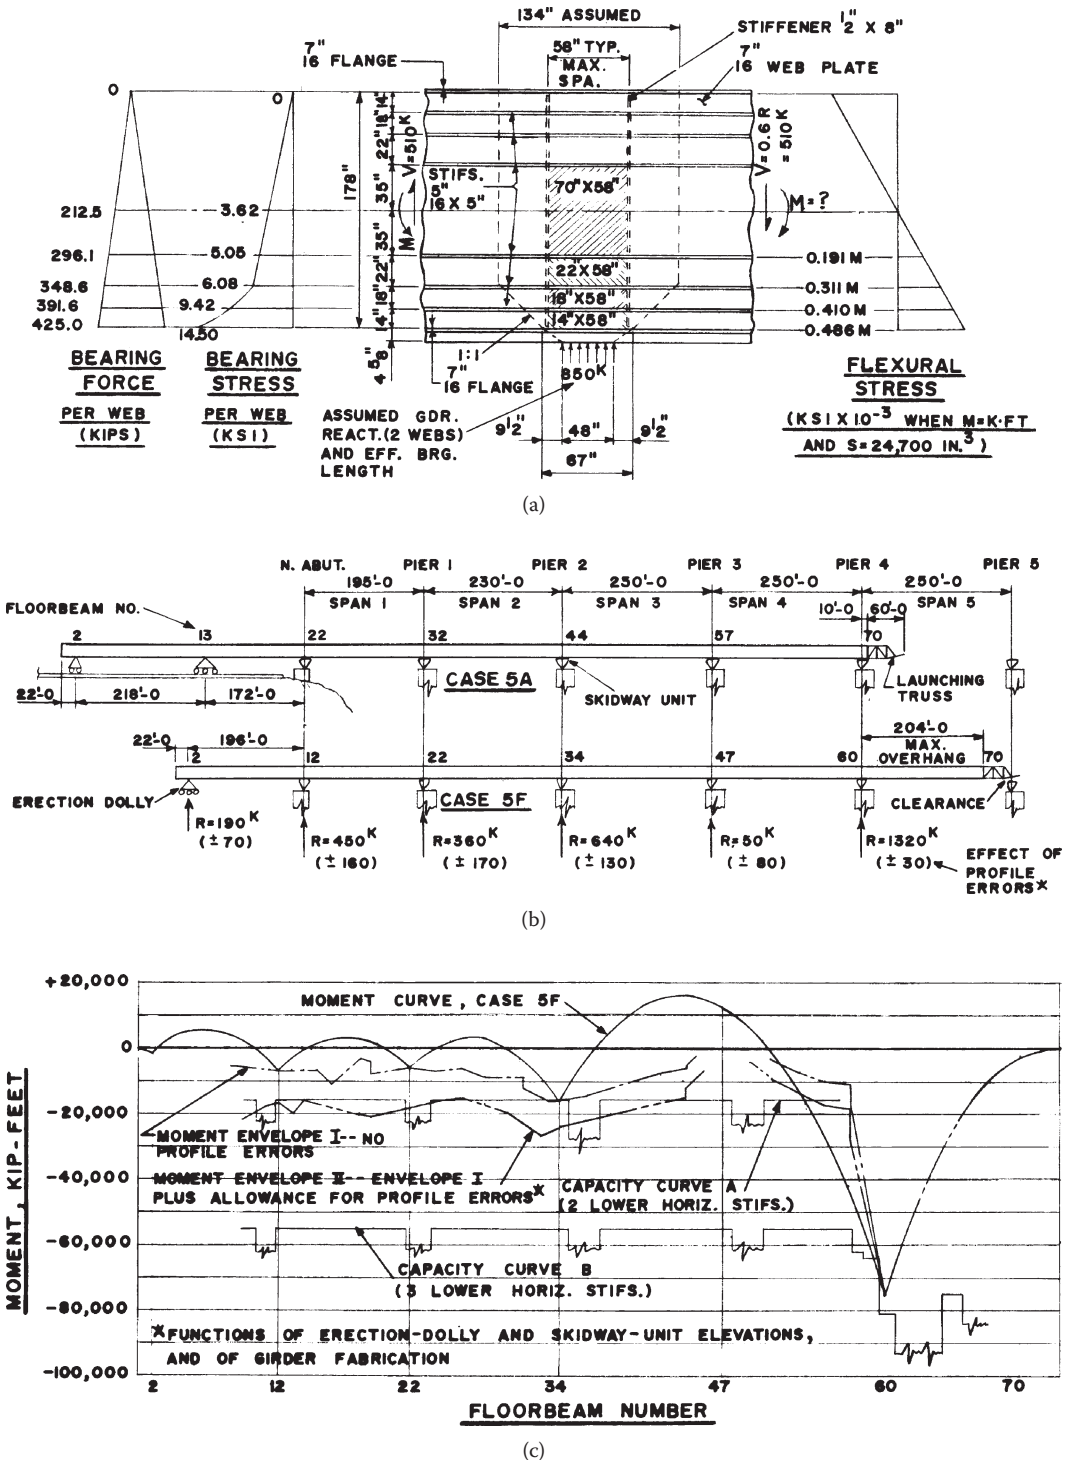 134" ASSUMED
STIFFENER 1/2" X 8"
7"
16 FLANGE
58" TYP.
MAX.
SPA.
7"
16 WEB PLATE
0
0
178"
14"
18"
22"
35"
35"
22"
18"
14"
4 5/8"
V=510K
M
STIFS.
5"
16 X 5"
70"X58"
22"X58"
18"X58"
14"X58"
V=0.6R
=510K
M=?
212.5
3.62
296.1
5.05
348.6
6.08
391.6
9.42
425.0
14.50
0.191M
0.311M
0.410M
0.486M
1:1
7"
16 FLANGE
850K
BEARING
FORCE
PER WEB
(KIPS)
BEARING
STRESS
PER WEB
(KSI)
ASSUMED GDR.
REACT.(2 WEBS)
AND EFF. BRG.
LENGTH
9 1/2"
48"
9 1/2"
67"
FLEXURAL
STRESS
(KSI X 10-3 WHEN M=K·FT
AND S=24,700 IN.3)
(a)
N. ABUT.
PIER 1
PIER 2
PIER 3
PIER 4
PIER 5
195'-0
230'-0
250'-0
250'-0
250'-0
SPAN 1
SPAN 2
SPAN 3
SPAN 4
SPAN 5
10'-0
60'-0
FLOORBEAM NO.
2
13
22
32
44
57
70
CASE 5A
SKIDWAY UNIT
LAUNCHING
TRUSS
22'-0
218'-0
172'-0
204'-0
MAX.
OVERHANG
22'-0
196'-0
2
12
22
34
47
60
70
ERECTION DOLLY
CASE 5F
CLEARANCE
R=190K
(±70)
R=450K
(±160)
R=360K
(±170)
R=640K
(±130)
R=50K
(±80)
R=1320K
(±30)
EFFECT OF
PROFILE
ERRORS*
(b)
MOMENT, KIP-FEET
+20,000
0
-20,000
-40,000
-60,000
-80,000
-100,000
MOMENT CURVE, CASE 5F
MOMENT ENVELOPE I-- NO
PROFILE ERRORS
MOMENT ENVELOPE II-- ENVELOPE I
PLUS ALLOWANCE FOR PROFILE ERRORS*
CAPACITY CURVE A
(2 LOWER HORIZ. STIFS.)
CAPACITY CURVE B
(3 LOWER HORIZ. STIFS.)
*FUNCTIONS OF ERECTION-DOLLY AND SKIDWAY-UNIT ELEVATIONS,
AND OF GIRDER FABRICATION
2
12
22
34
47
60
70
FLOORBEAM NUMBER
(c)